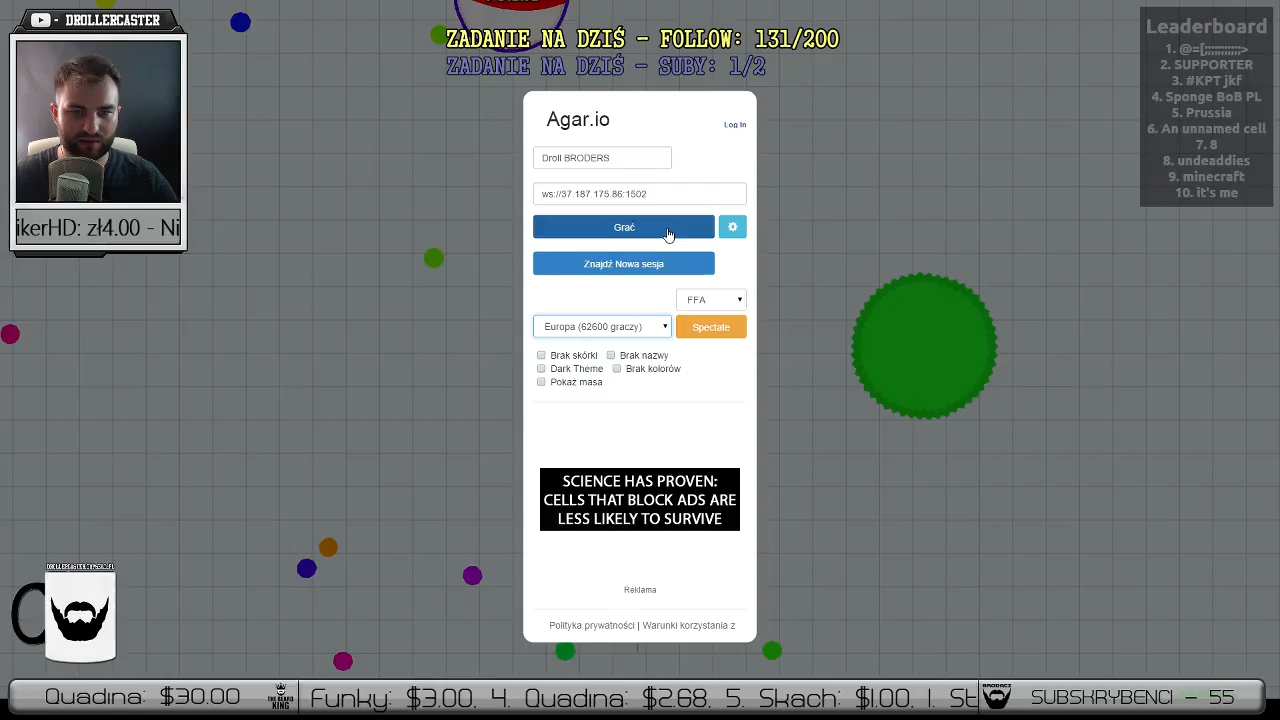 - DROLLERCASTER
ikerHD: zł4.00 - Ni
ZADANIE NA DZIŚ - FOLLOW: 131/200
ZADANIE NA DZIŚ - SUBY: 1/2
Leaderboard
1. @=[;;;;;;;;;;>
2. SUPPORTER
3. #KPT jkf
4. Sponge BoB PL
5. Prussia
6. An unnamed cell
7. 8
8. undeaddies
9. minecraft
10. it's me
Agar.io
Log In
Droll BRODERS
ws://37.187.175.86:1502
Grać
Znajdź Nowa sesja
FFA
Europa (62600 graczy)
Spectate
Brak skórki Brak nazwy
Dark Theme Brak kolorów
Pokaż masa
SCIENCE HAS PROVEN:
CELLS THAT BLOCK ADS ARE
LESS LIKELY TO SURVIVE
Reklama
Polityka prywatności | Warunki korzystania z
Quadina: $30.00
THE BEARD
KING
Funky: $3.00, 4. Quadina: $2.68, 5. Skach: $1.00, 1. St
BRODACZ
SUBSKRYBENCI - 55